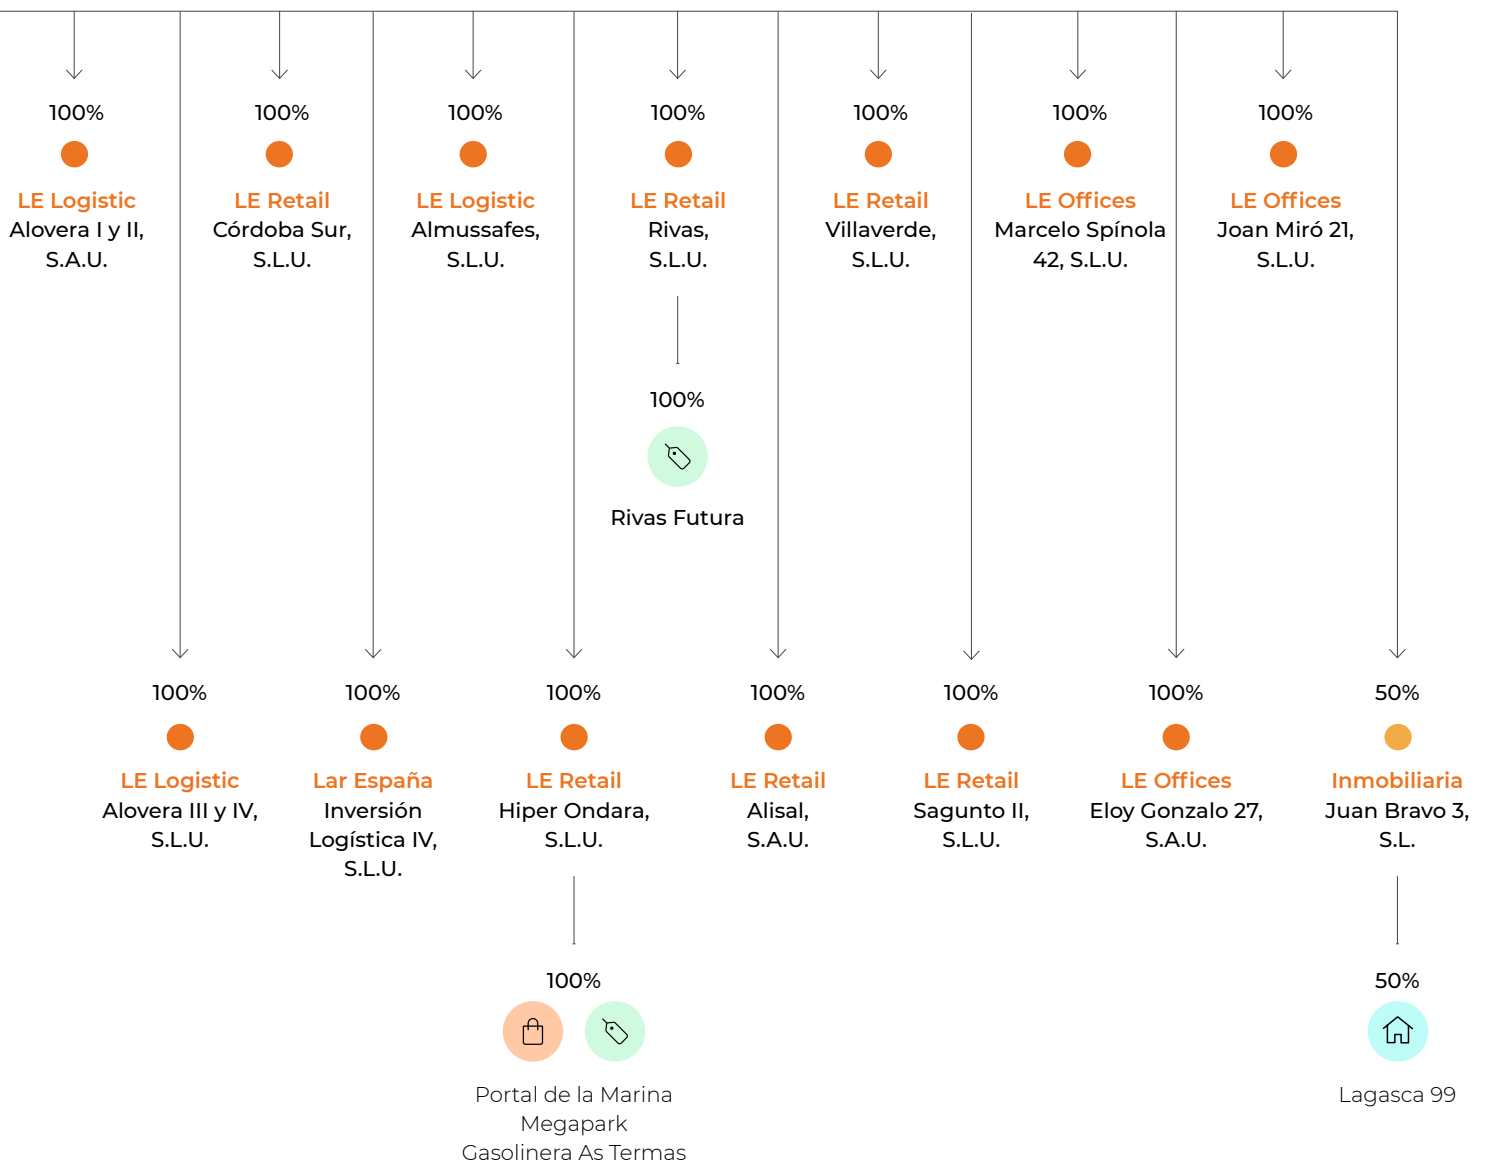 100%
LE Logistic
Alovera I y II,
S.A.U.
100%
LE Retail
Córdoba Sur,
S.L.U.
100%
LE Logistic
Almussafes,
S.L.U.
100%
LE Retail
Rivas,
S.L.U.
100%
Rivas Futura
100%
LE Retail
Villaverde,
S.L.U.
100%
LE Offices
Marcelo Spínola
42, S.L.U.
100%
LE Offices
Joan Miró 21,
S.L.U.
100%
LE Logistic
Alovera III y IV,
S.L.U.
100%
Lar España
Inversión
Logística IV,
S.L.U.
100%
LE Retail
Hiper Ondara,
S.L.U.
100%
Portal de la Marina
Megapark
Gasolinera As Termas
100%
LE Retail
Alisal,
S.A.U.
100%
LE Retail
Sagunto II,
S.L.U.
100%
LE Offices
Eloy Gonzalo 27,
S.A.U.
50%
Inmobiliaria
Juan Bravo 3,
S.L.
50%
Lagasca 99